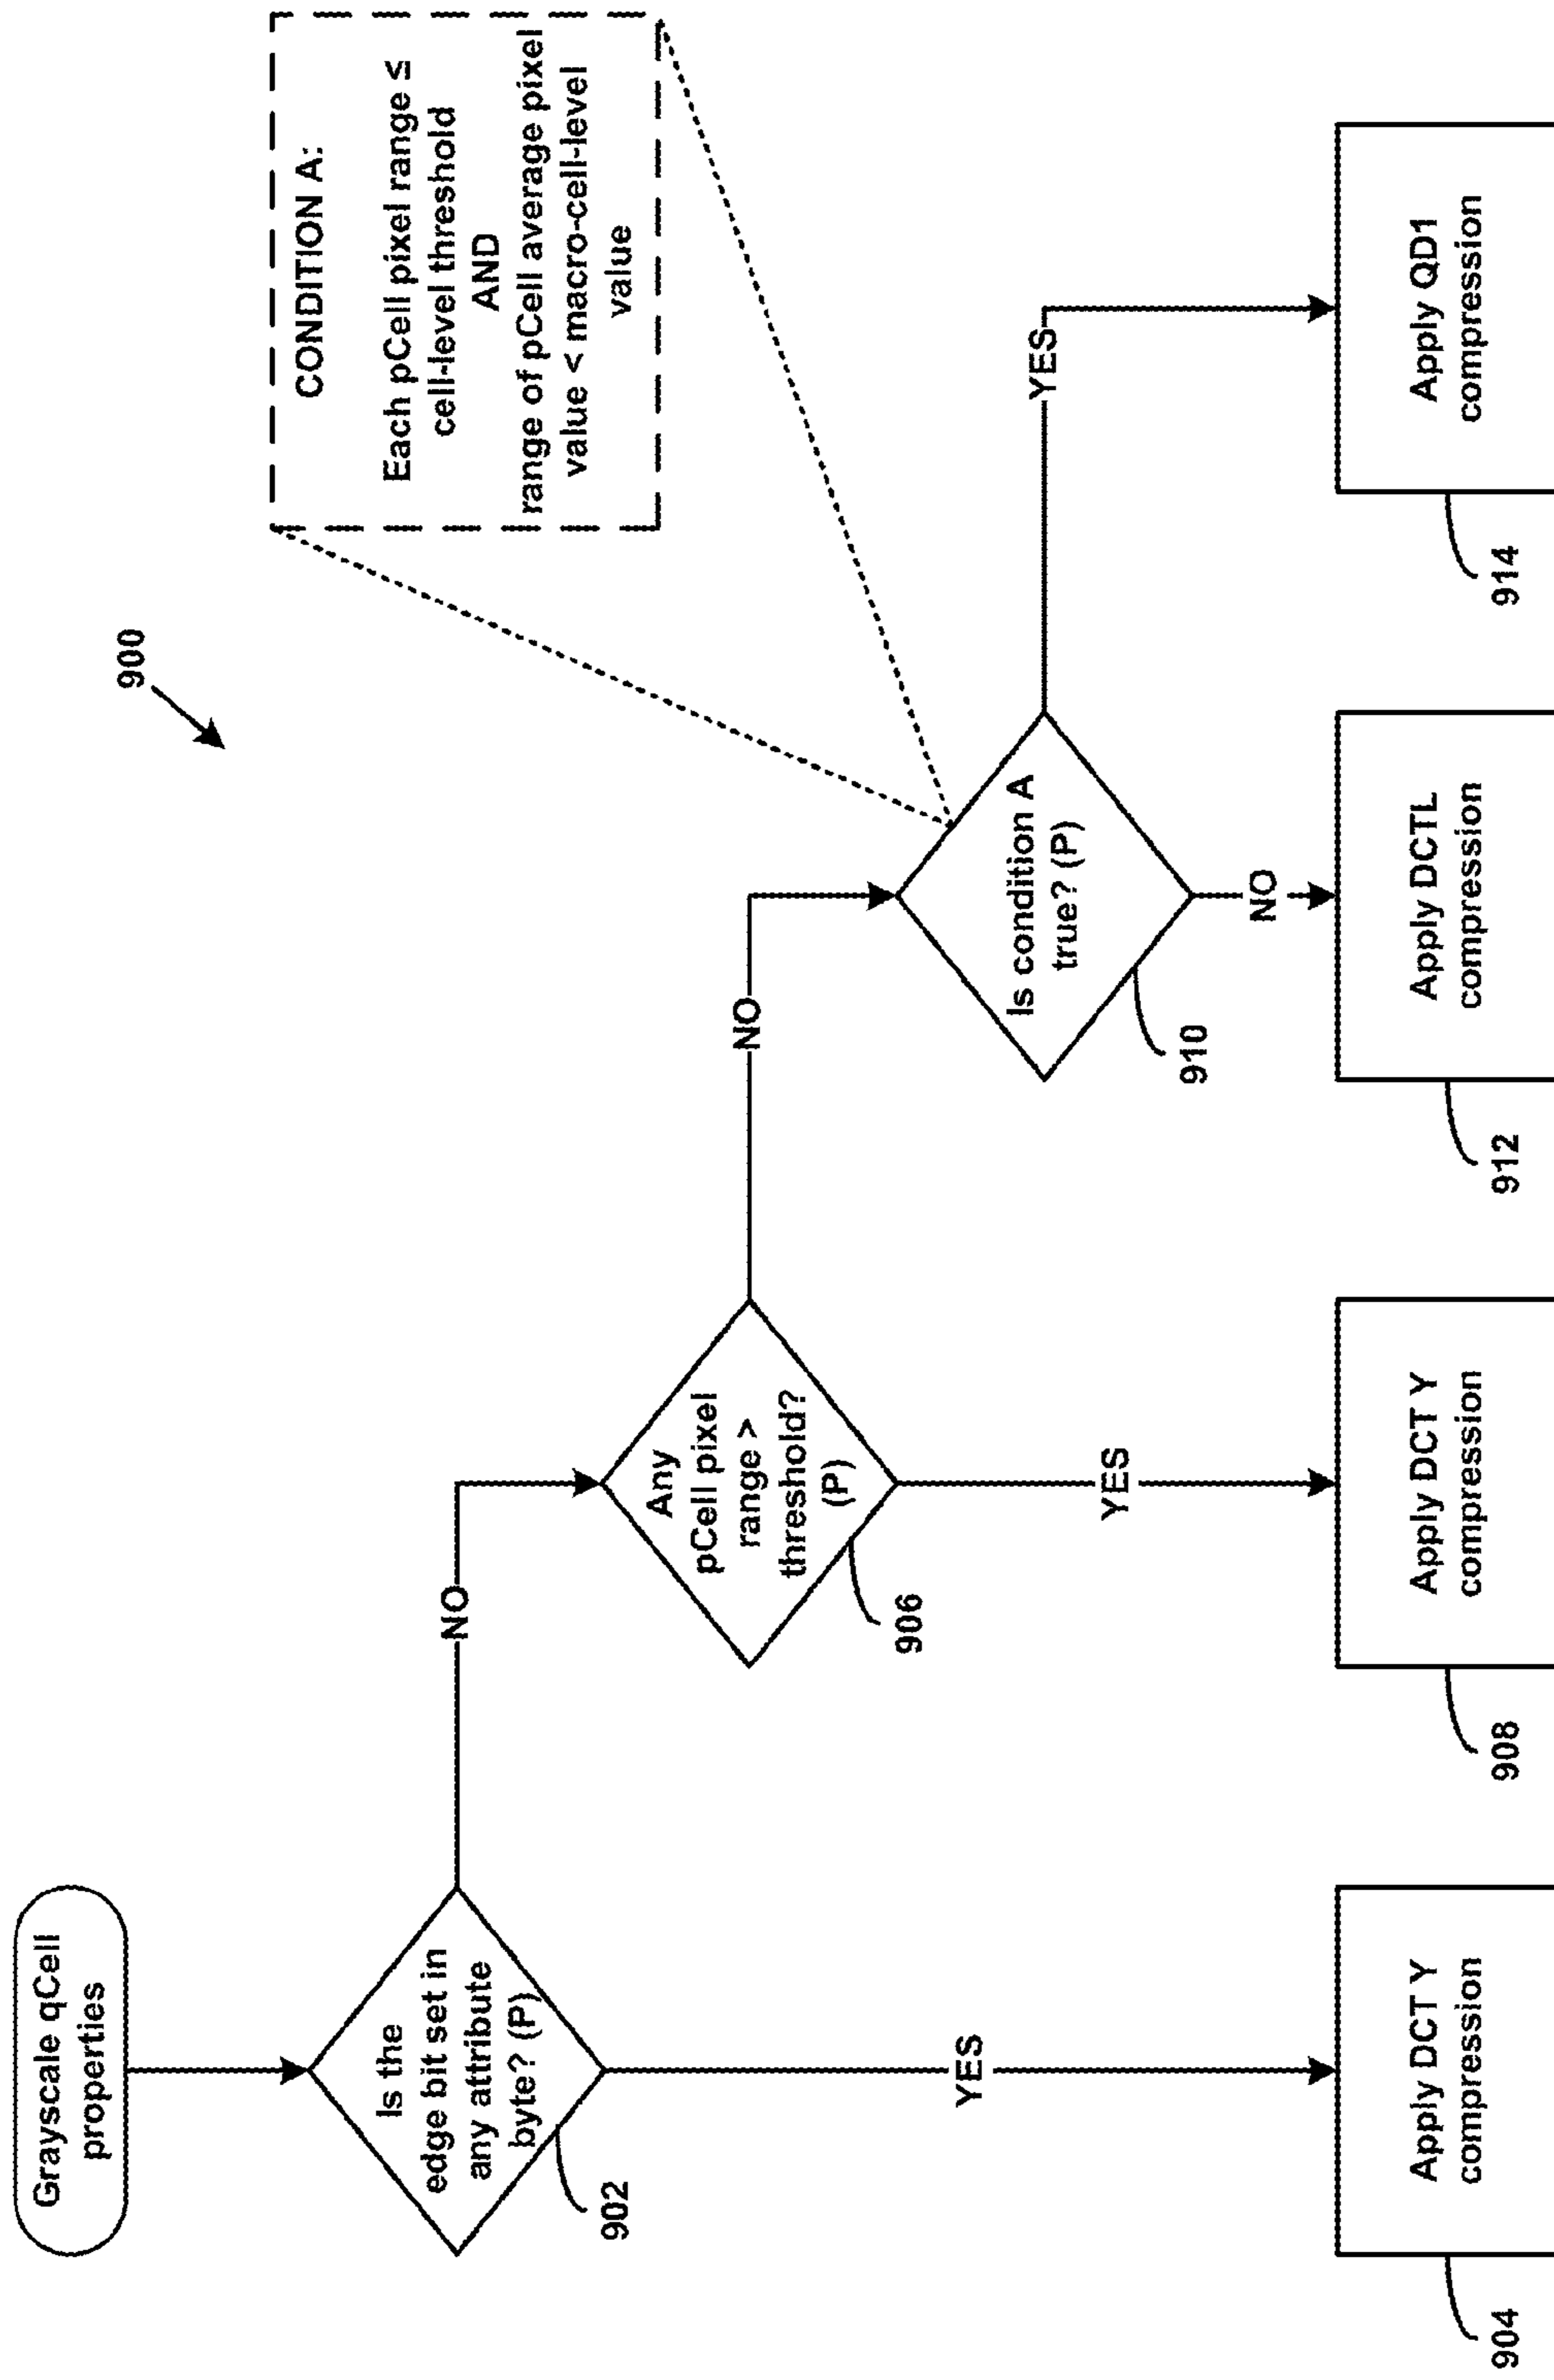 900
Grayscale qCell
properties
Is the
edge bit set in
any attribute
byte? (P)
902
NO
YES
Any
pCell pixel
range >
threshold?
(P)
906
NO
YES
CONDITION A:
Each pCell pixel range ≤
cell-level threshold
AND
range of pCell average pixel
value < macro-cell-level
value
Is condition A
true? (P)
910
YES
NO
Apply DCT Y
compression
904
Apply DCT Y
compression
908
Apply DCTL
compression
912
Apply QD1
compression
914